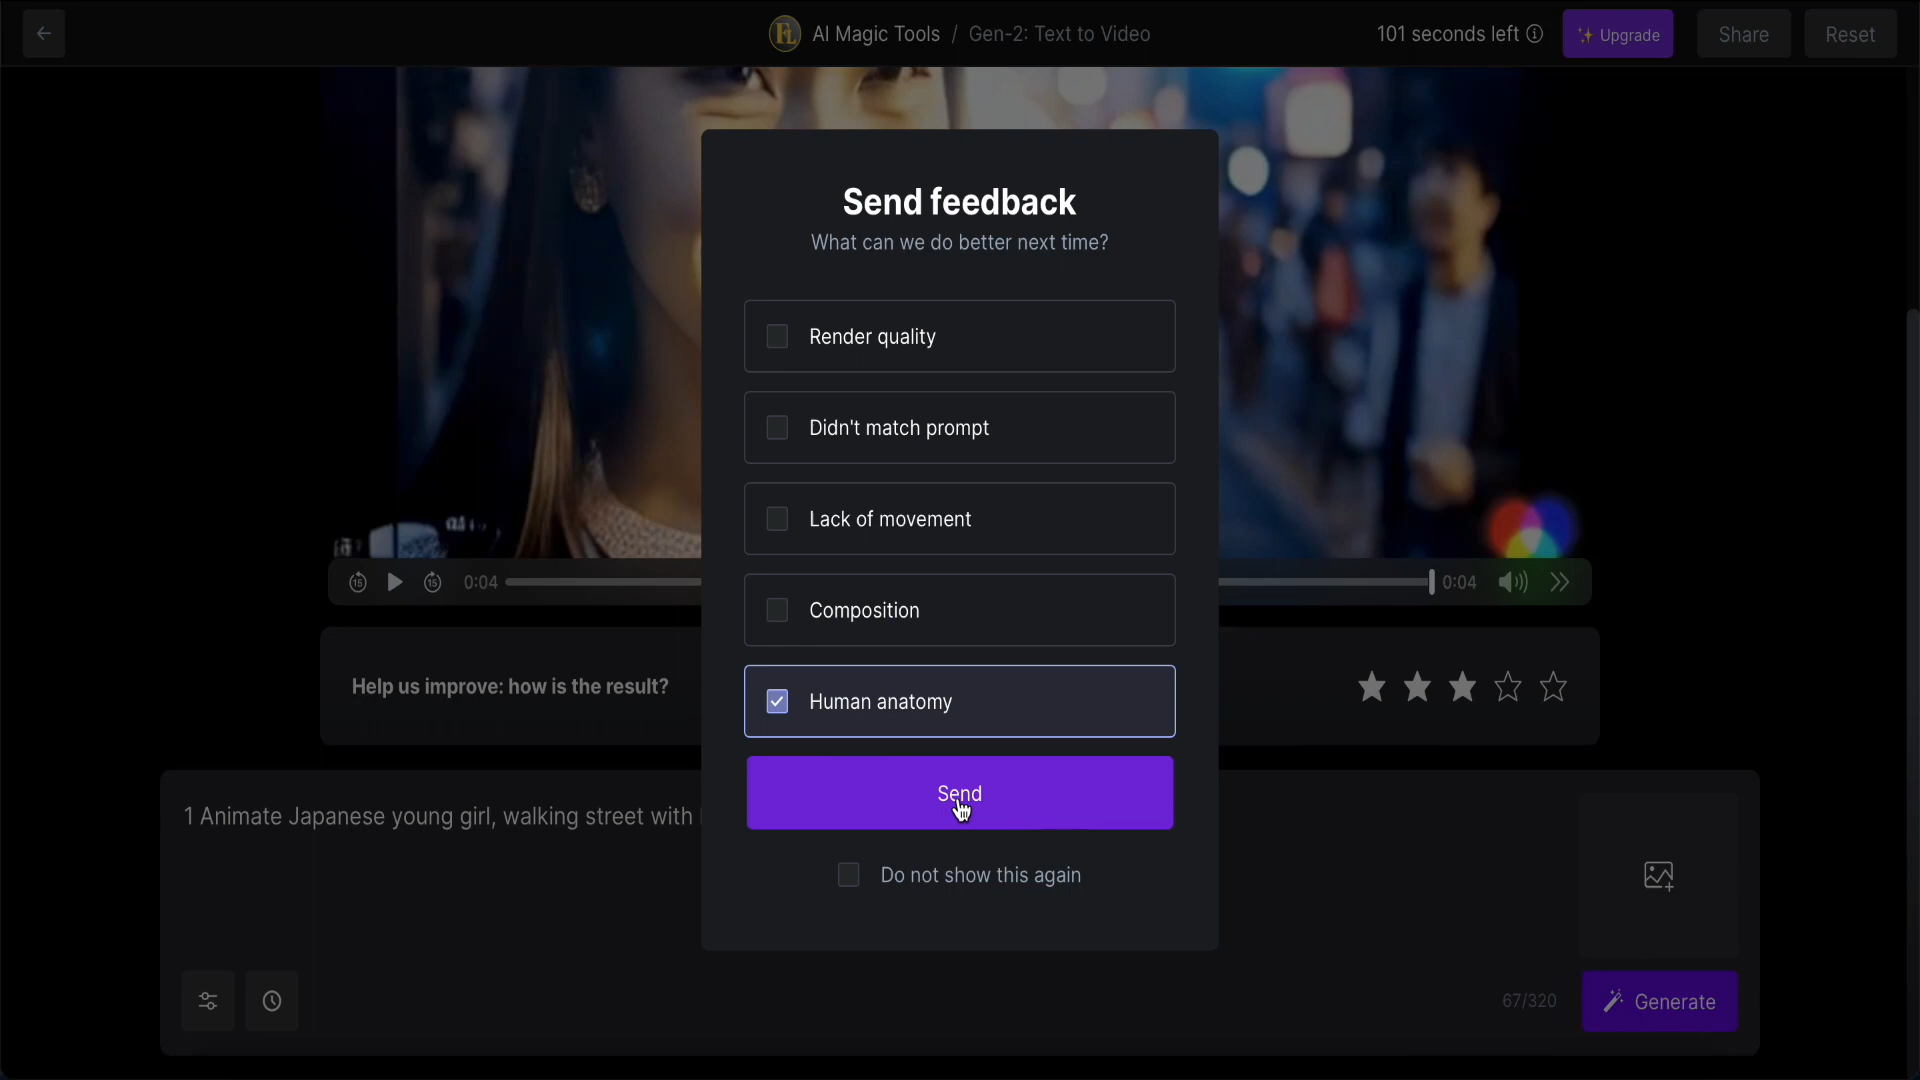 AI Magic Tools / Gen-2: Text to Video
101 seconds left
Upgrade
Share
Reset
Send feedback
What can we do better next time?
Render quality
Didn't match prompt
Lack of movement
Composition
Human anatomy
Send
Do not show this again
15
15
0:04
0:04
Help us improve: how is the result?
1 Animate Japanese young girl, walking street with
67/320
Generate